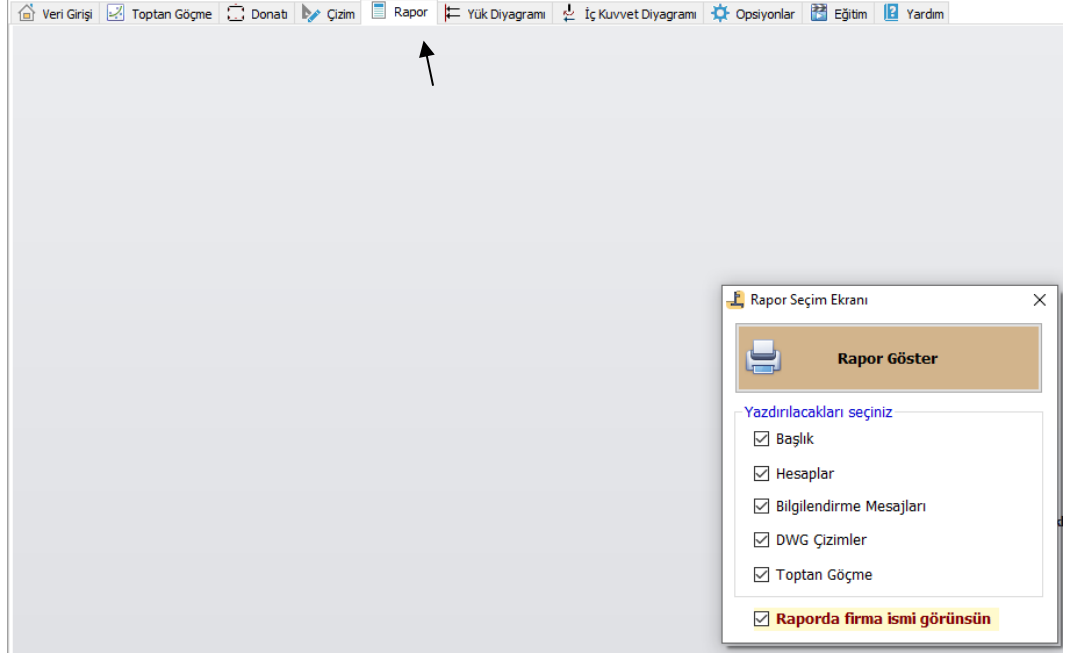 Veri Girişi Toptan Göçme Donatı Çizim Rapor Yük Diyagramı İç Kuvvet Diyagramı Opsiyonlar Eğitim Yardım
Rapor Seçim Ekranı
Rapor Göster
Yazdırılacakları seçiniz
Başlık
Hesaplar
Bilgilendirme Mesajları
DWG Çizimler
Toptan Göçme
Raporda firma ismi görünsün